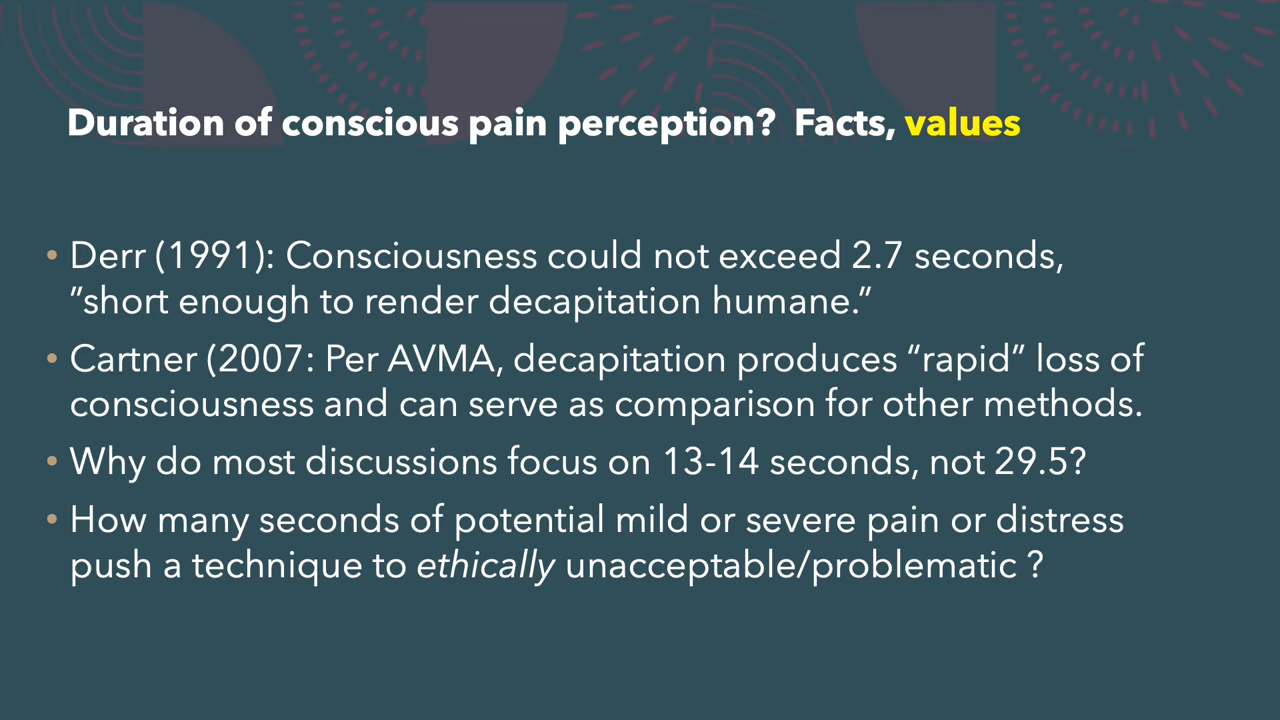 Duration of conscious pain perception? Facts, values
• Derr (1991): Consciousness could not exceed 2.7 seconds,
”short enough to render decapitation humane.”
• Cartner (2007: Per AVMA, decapitation produces “rapid” loss of
consciousness and can serve as comparison for other methods.
• Why do most discussions focus on 13-14 seconds, not 29.5?
• How many seconds of potential mild or severe pain or distress
push a technique to ethically unacceptable/problematic ?